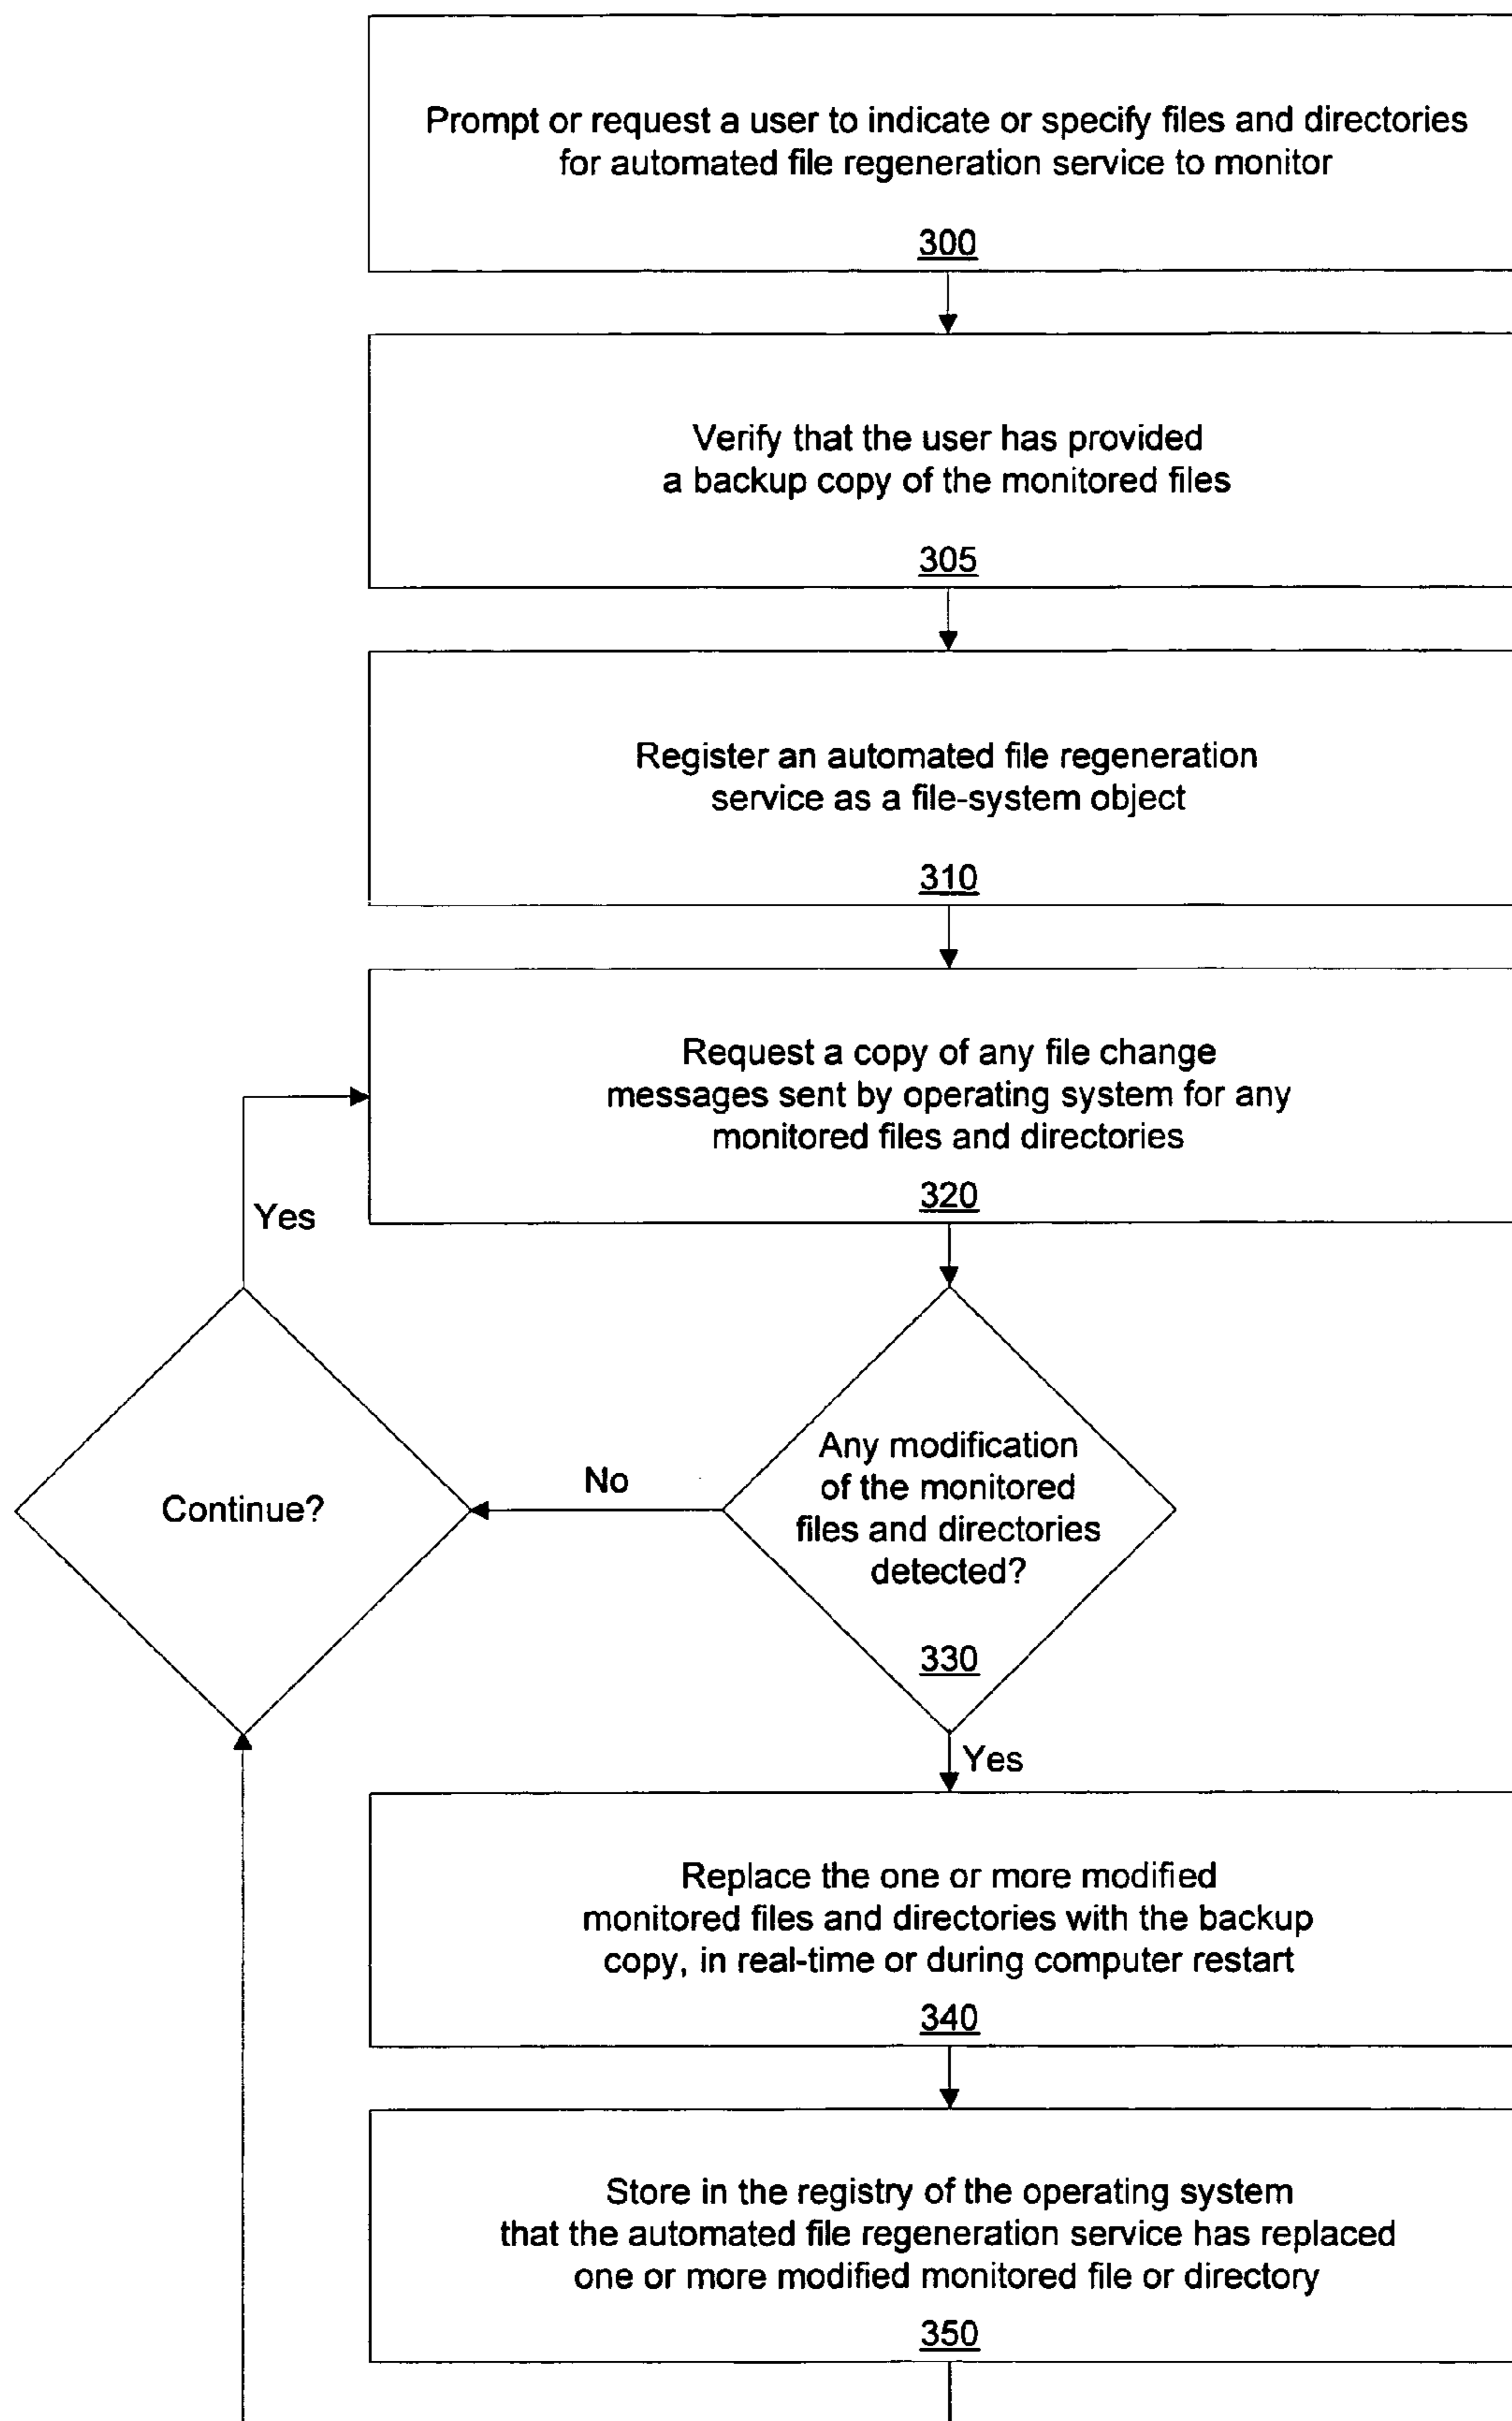 Prompt or request a user to indicate or specify files and directories
for automated file regeneration service to monitor
300
Verify that the user has provided
a backup copy of the monitored files
305
Register an automated file regeneration
service as a file-system object
310
Request a copy of any file change
messages sent by operating system for any
monitored files and directories
320
Yes
Any modification
of the monitored
files and directories
detected?
330
No
Continue?
Yes
Replace the one or more modified
monitored files and directories with the backup
copy, in real-time or during computer restart
340
Store in the registry of the operating system
that the automated file regeneration service has replaced
one or more modified monitored file or directory
350